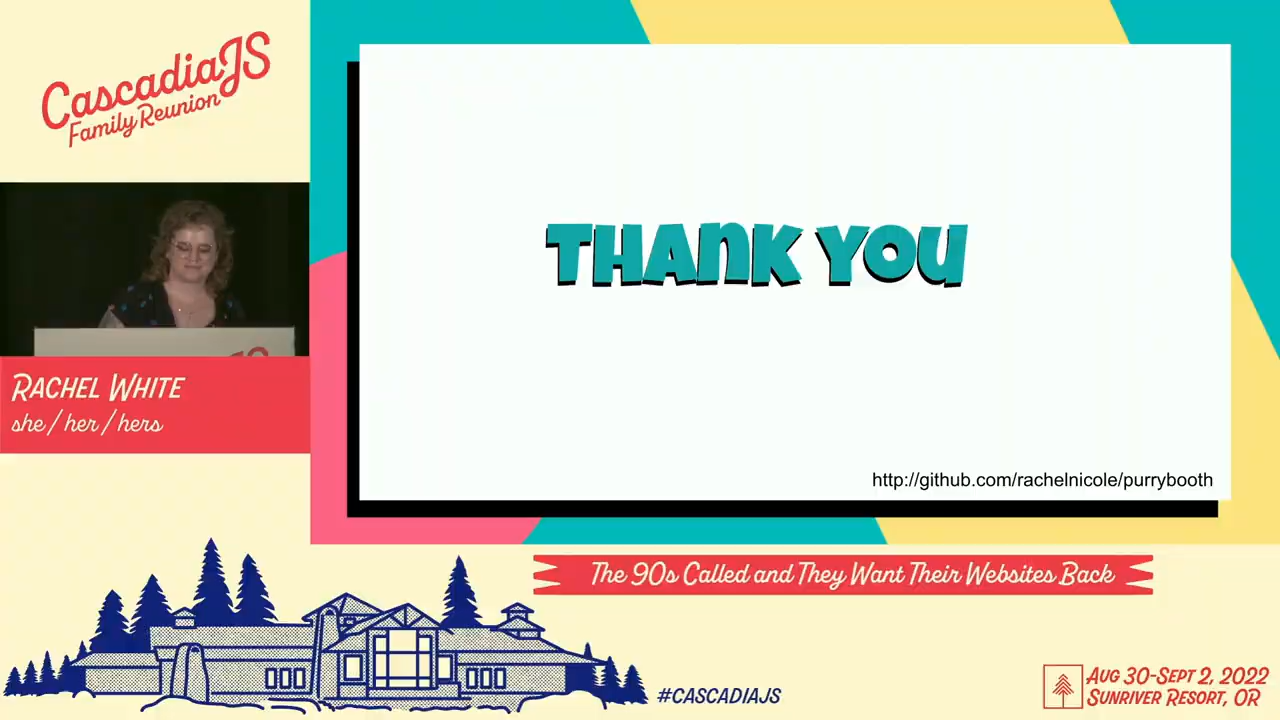 CascadiaJS
Family Reunion
THANK YOU
http://github.com/rachelnicole/purrybooth
RACHEL WHITE
she / her / hers
The 90s Called and They Want Their Websites Back
#CASCADIAJS
AUG 30-SEPT 2, 2022
SUNRIVER RESORT, OR